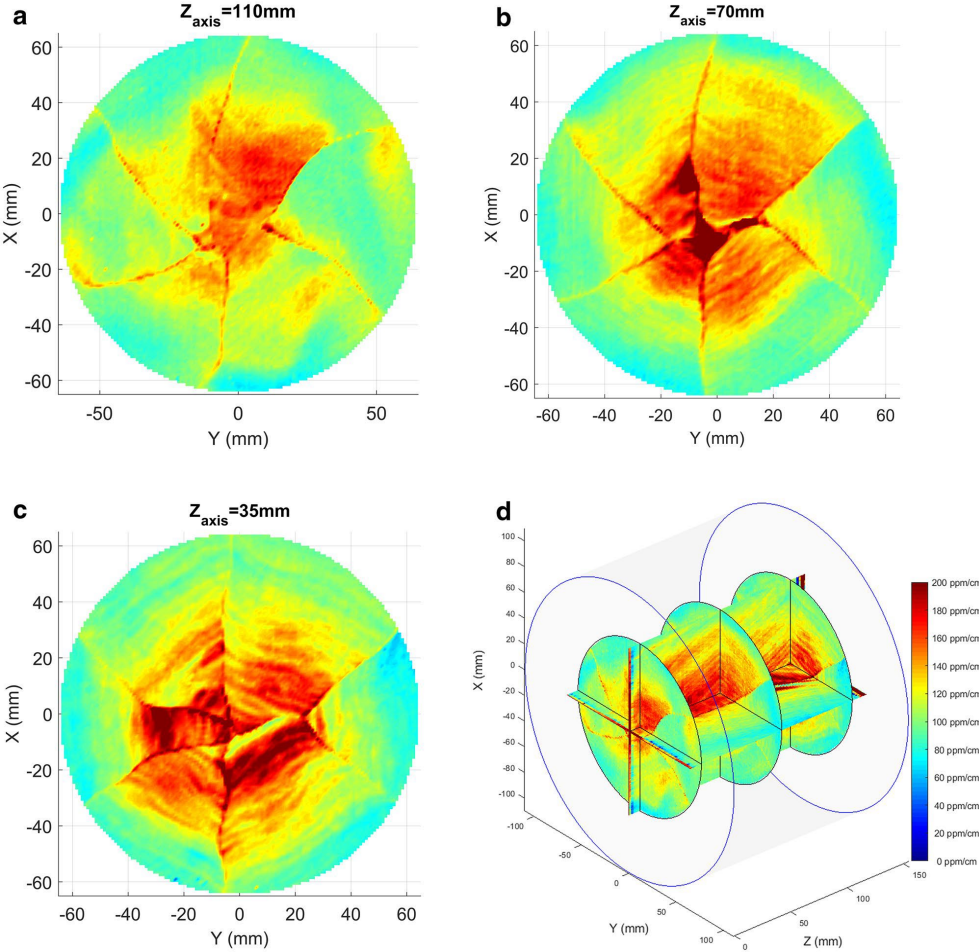 a
Z_axis=110mm
60
40
20
0
-20
-40
-60
X (mm)
-50
0
50
Y (mm)
b
Z_axis=70mm
60
40
20
0
-20
-40
-60
X (mm)
-60
-40
-20
0
20
40
60
Y (mm)
c
Z_axis=35mm
60
40
20
0
-20
-40
-60
X (mm)
-60
-40
-20
0
20
40
60
Y (mm)
d
100
80
60
40
20
0
-20
-40
-60
-80
-100
X (mm)
-100
-50
0
50
100
Y (mm)
0
50
100
150
Z (mm)
200 ppm/cm
180 ppm/cm
160 ppm/cm
140 ppm/cm
120 ppm/cm
100 ppm/cm
80 ppm/cm
60 ppm/cm
40 ppm/cm
20 ppm/cm
0 ppm/cm